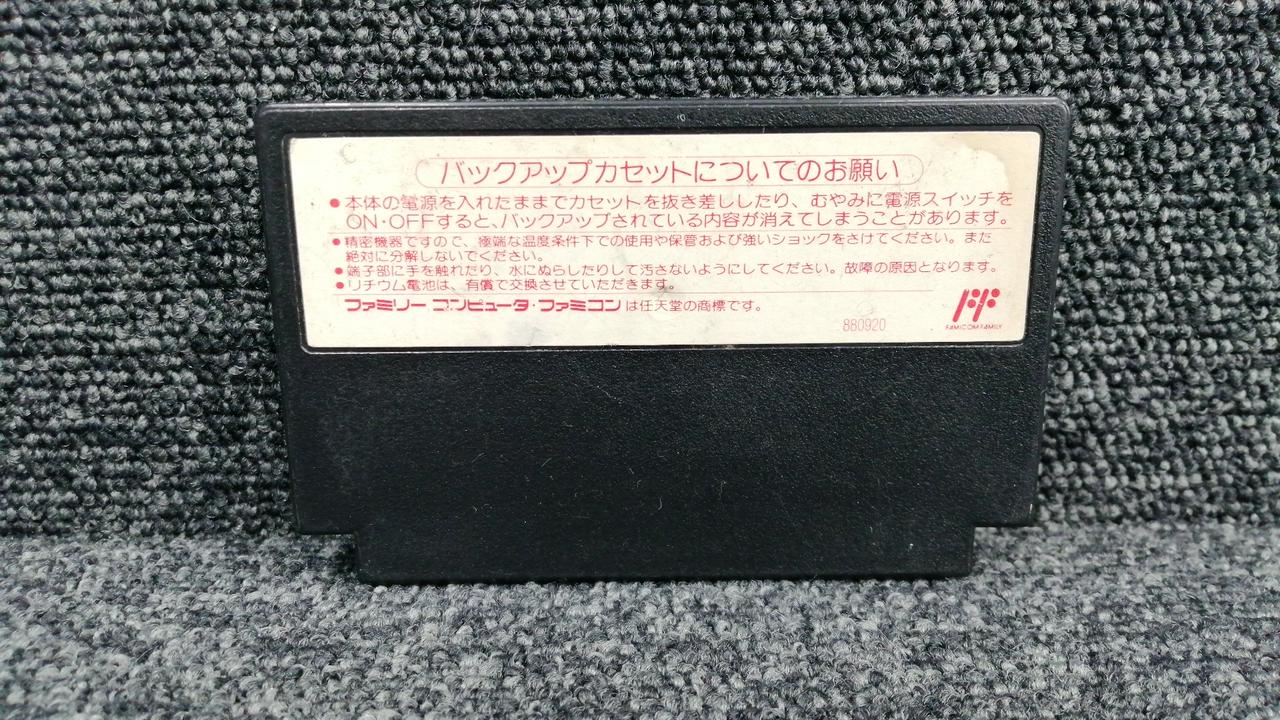 バックアップカセットについてのお願い
●本体の電源を入れたままでカセットを抜き差ししたり、むやみに電源スイッチを
ON・OFFすると、バックアップされている内容が消えてしまうことがあります。
●精密機器ですので、極端な温度条件下での使用や保管および強いショックをさけてください。また
絶対に分解しないでください。
●端子部に手を触れたり、水にぬらしたりして汚さないようにしてください。故障の原因となります。
●リチウム電池は、有償で交換させていただきます。
ファミリー コンピュータ・ファミコンは任天堂の商標です。
880920
FAMICOM FAMILY